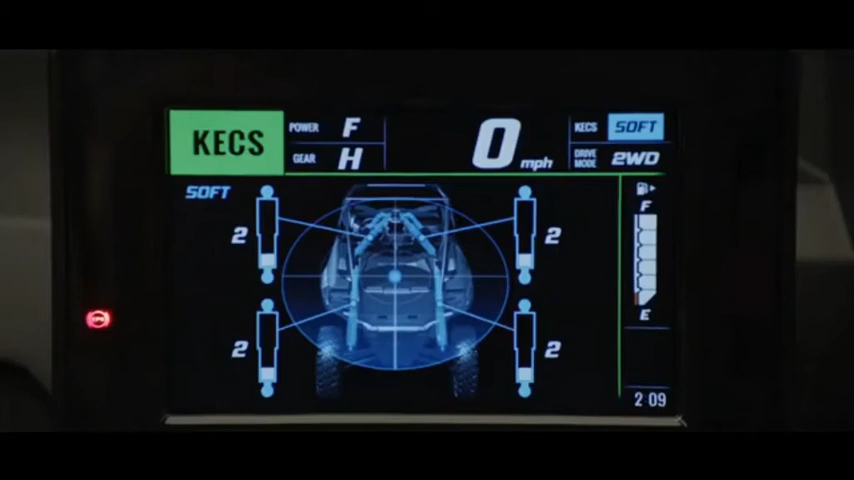 KECS
POWER F
GEAR H
0 mph
KECS SOFT
DRIVE MODE 2WD
SOFT
2
2
2
2
F
E
2:09